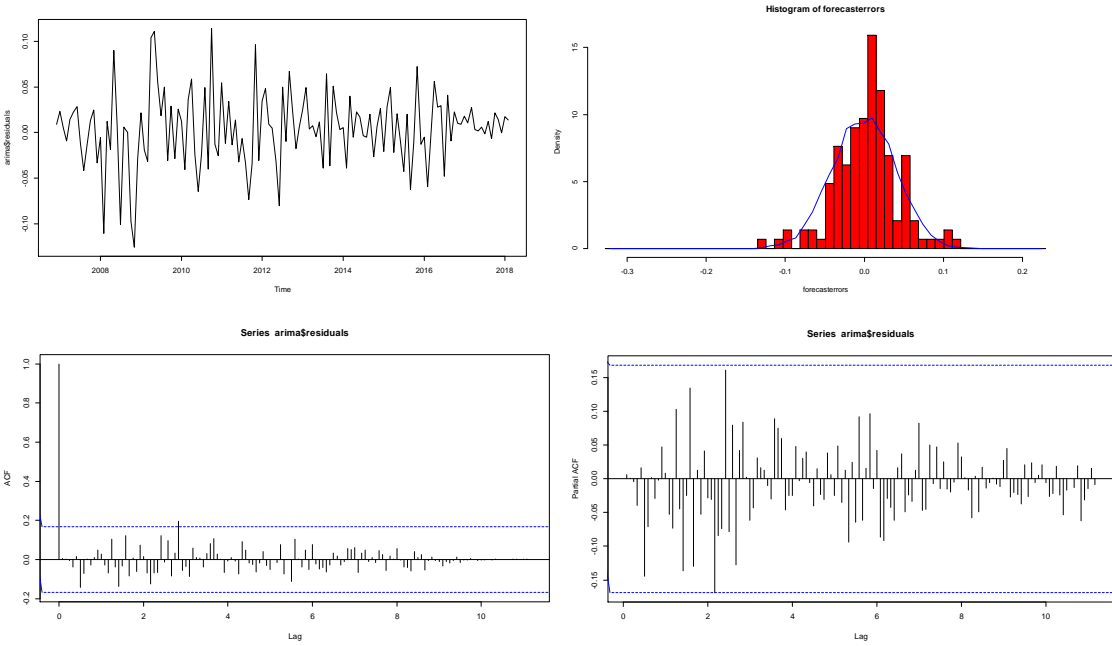 arima$residuals
0.10
0.05
0.00
-0.05
-0.10
2008 2010 2012 2014 2016 2018
Time
Histogram of forecasterrors
Density
15
10
5
0
-0.3 -0.2 -0.1 0.0 0.1 0.2
forecasterrors
Series arima$residuals
ACF
1.0
0.8
0.6
0.4
0.2
0.0
-0.2
0 2 4 6 8 10
Lag
Series arima$residuals
Partial ACF
0.15
0.10
0.05
0.00
-0.05
-0.10
-0.15
0 2 4 6 8 10
Lag